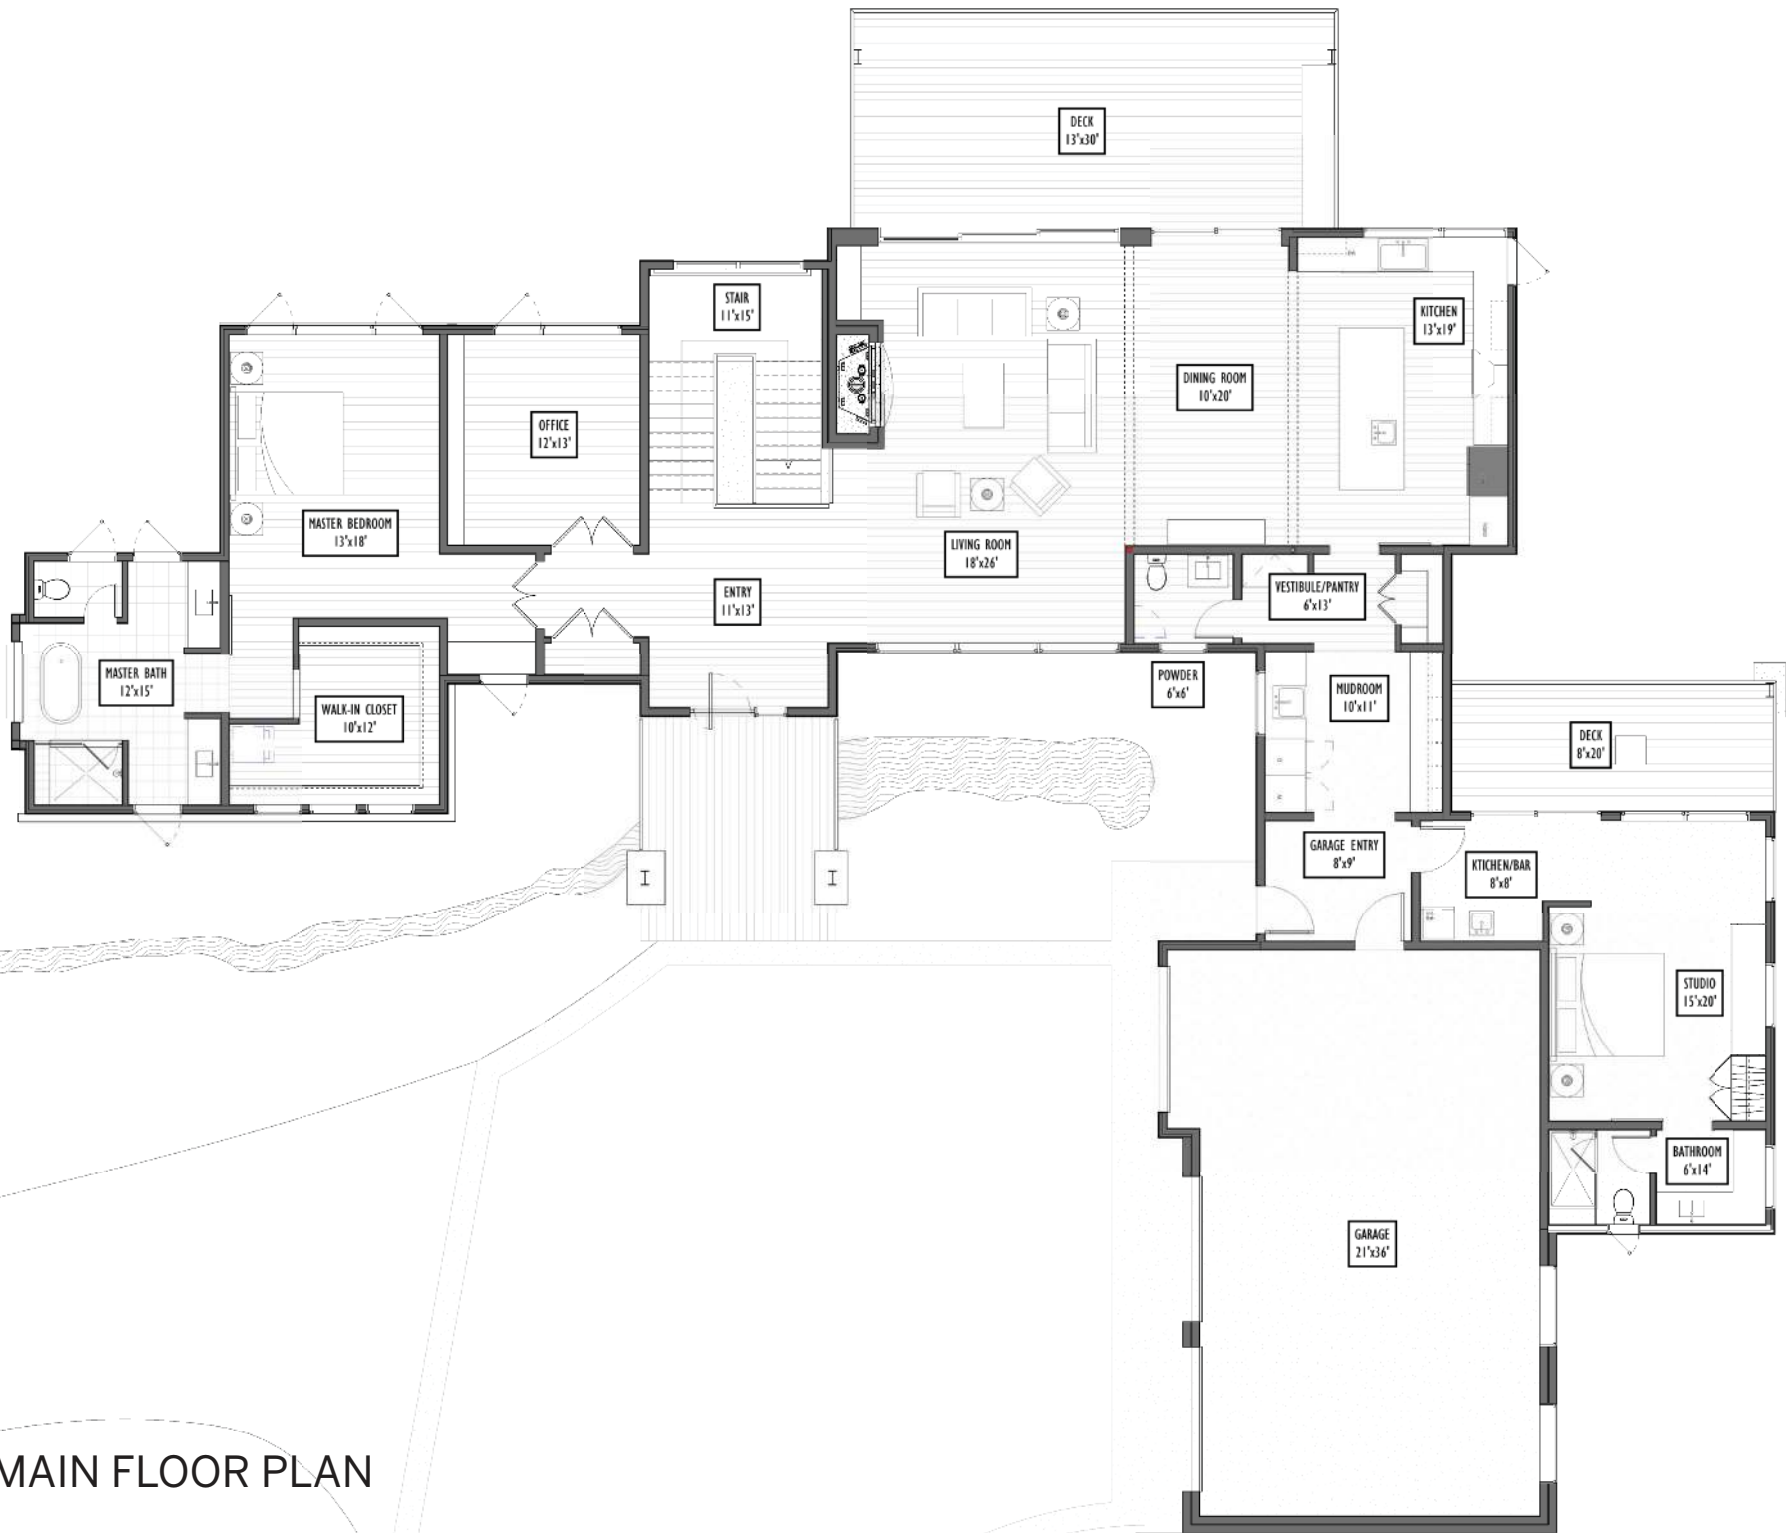 DECK
13'x30'
STAIR
11'x15'
KITCHEN
13'x19'
DINING ROOM
10'x20'
OFFICE
12'x13'
MASTER BEDROOM
13'x18'
LIVING ROOM
18'x26'
ENTRY
11'x13'
VESTIBULE/PANTRY
6'x13'
MASTER BATH
12'x15'
WALK-IN CLOSET
10'x12'
POWDER
6'x6'
MUDROOM
10'x11'
DECK
8'x20'
GARAGE ENTRY
8'x9'
KTICHEN/BAR
8'x8'
STUDIO
15'x20'
BATHROOM
6'x14'
GARAGE
21'x36'
MAIN FLOOR PLAN